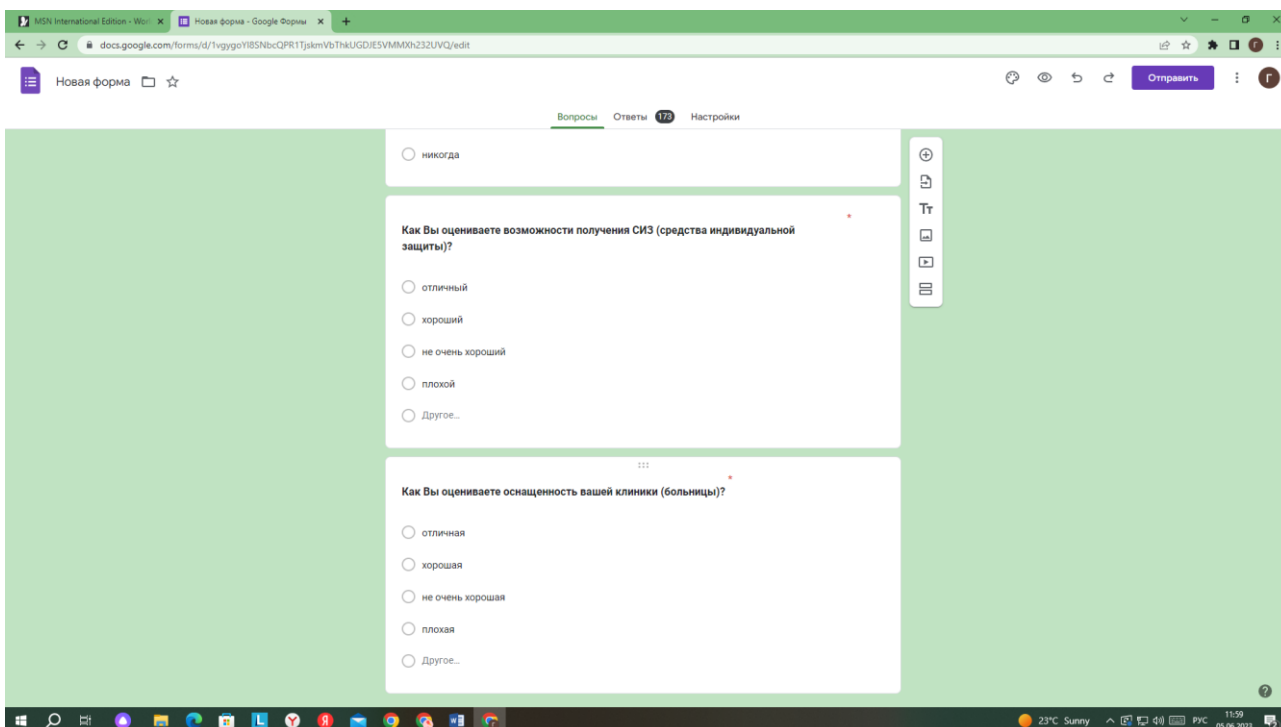 MSN International Edition - Worl
Новая форма - Google Формы
docs.google.com/forms/d/1vgygoYI8SNbcQPR1TjskmVbThkUGDJE5VMMXh232UVQ/edit
Новая форма
Отправить
Г
Вопросы Ответы 173 Настройки
никогда
Как Вы оцениваете возможности получения СИЗ (средства индивидуальной
защиты)? *
отличный
хороший
не очень хороший
плохой
Другое...
Как Вы оцениваете оснащенность вашей клиники (больницы)? *
отличная
хорошая
не очень хорошая
плохая
Другое...
23°C Sunny
РУС
11:59
05.06.2023